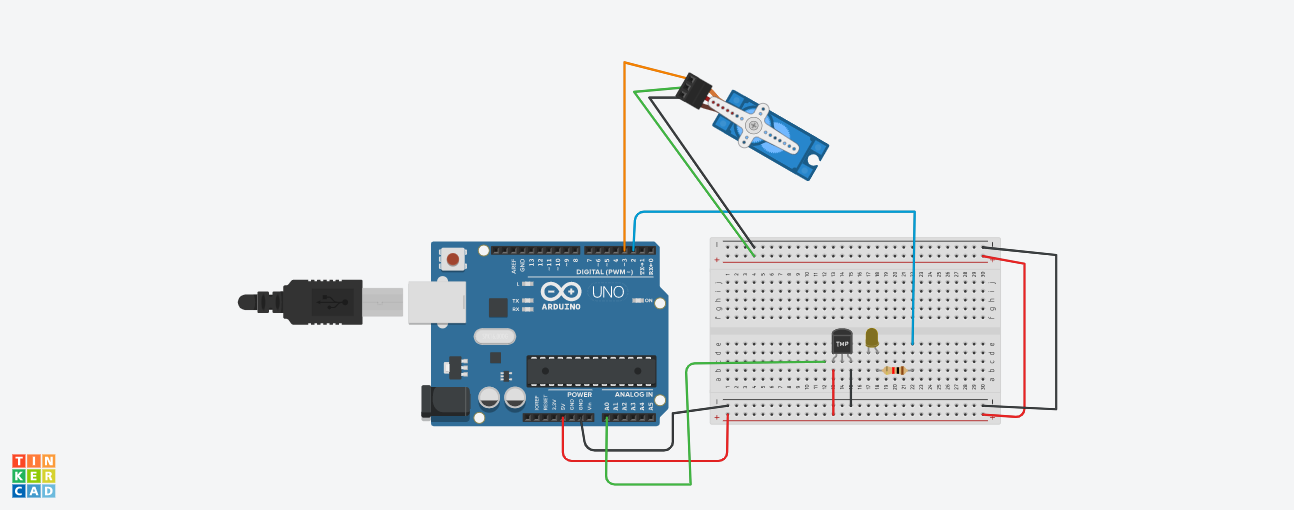 AREF
GND
13
12
~11
~10
~9
8
7
~6
~5
4
~3
2
TX→1
RX←0
DIGITAL (PWM~)
L
TX
RX
UNO
ARDUINO
ON
TMP
POWER
ANALOG IN
IOREF
RESET
3.3V
5V
GND
GND
Vin
A0
A1
A2
A3
A4
A5
TIN
KER
CAD